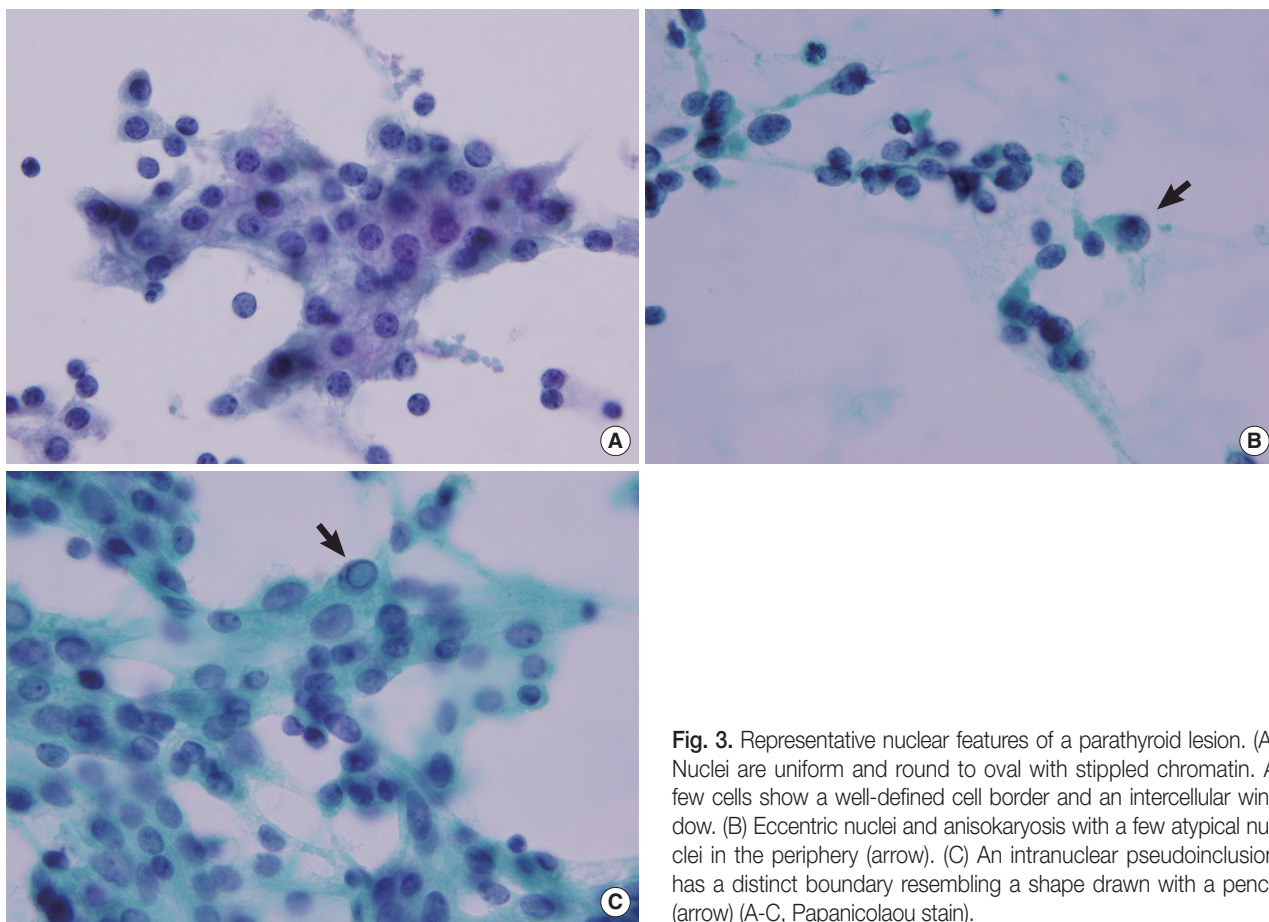 A
B
C
Fig. 3. Representative nuclear features of a parathyroid lesion. (A
Nuclei are uniform and round to oval with stippled chromatin. A
few cells show a well-defined cell border and an intercellular win
dow. (B) Eccentric nuclei and anisokaryosis with a few atypical nu
clei in the periphery (arrow). (C) An intranuclear pseudoinclusion
has a distinct boundary resembling a shape drawn with a penc
(arrow) (A-C, Papanicolaou stain).